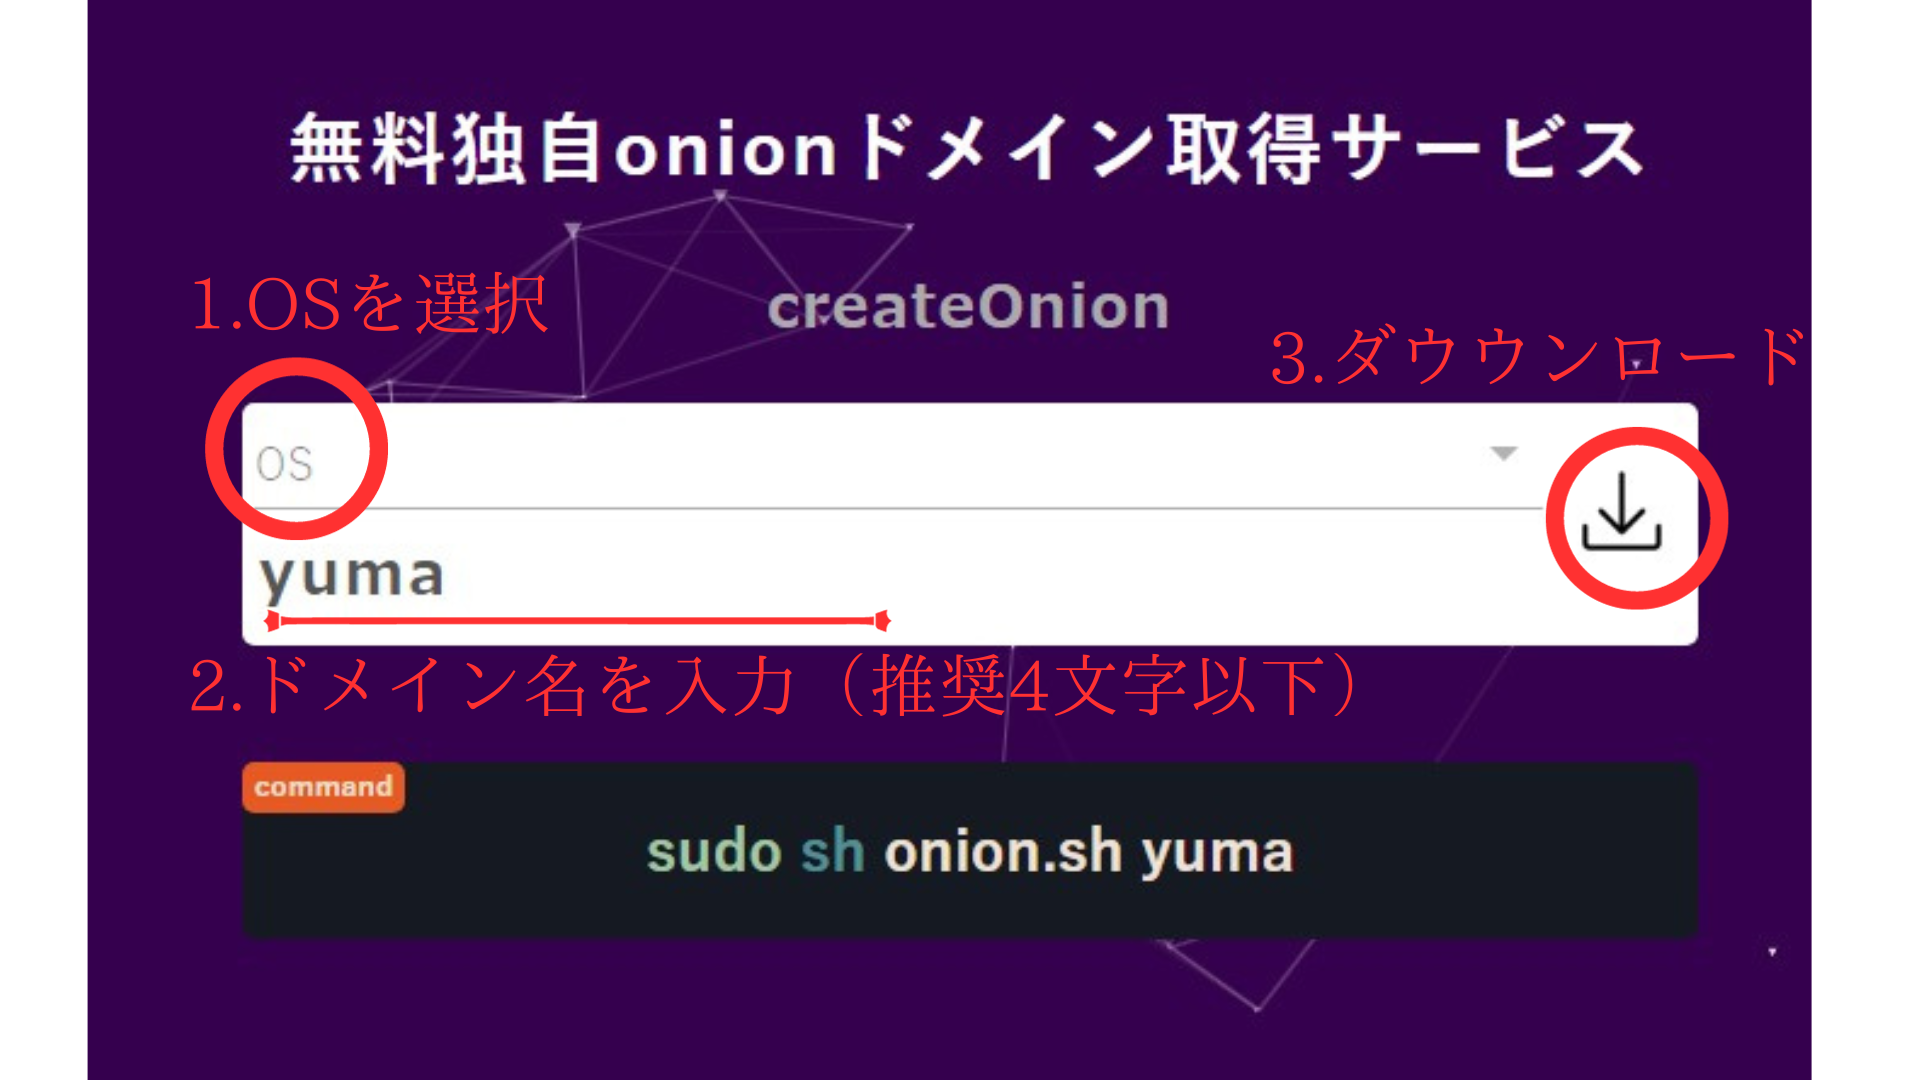 無料独自onionドメイン取得サービス
createOnion
1.OSを選択
3.ダウウンロード
OS
yuma
2.ドメイン名を入力（推奨4文字以下）
command
sudo sh onion.sh yuma